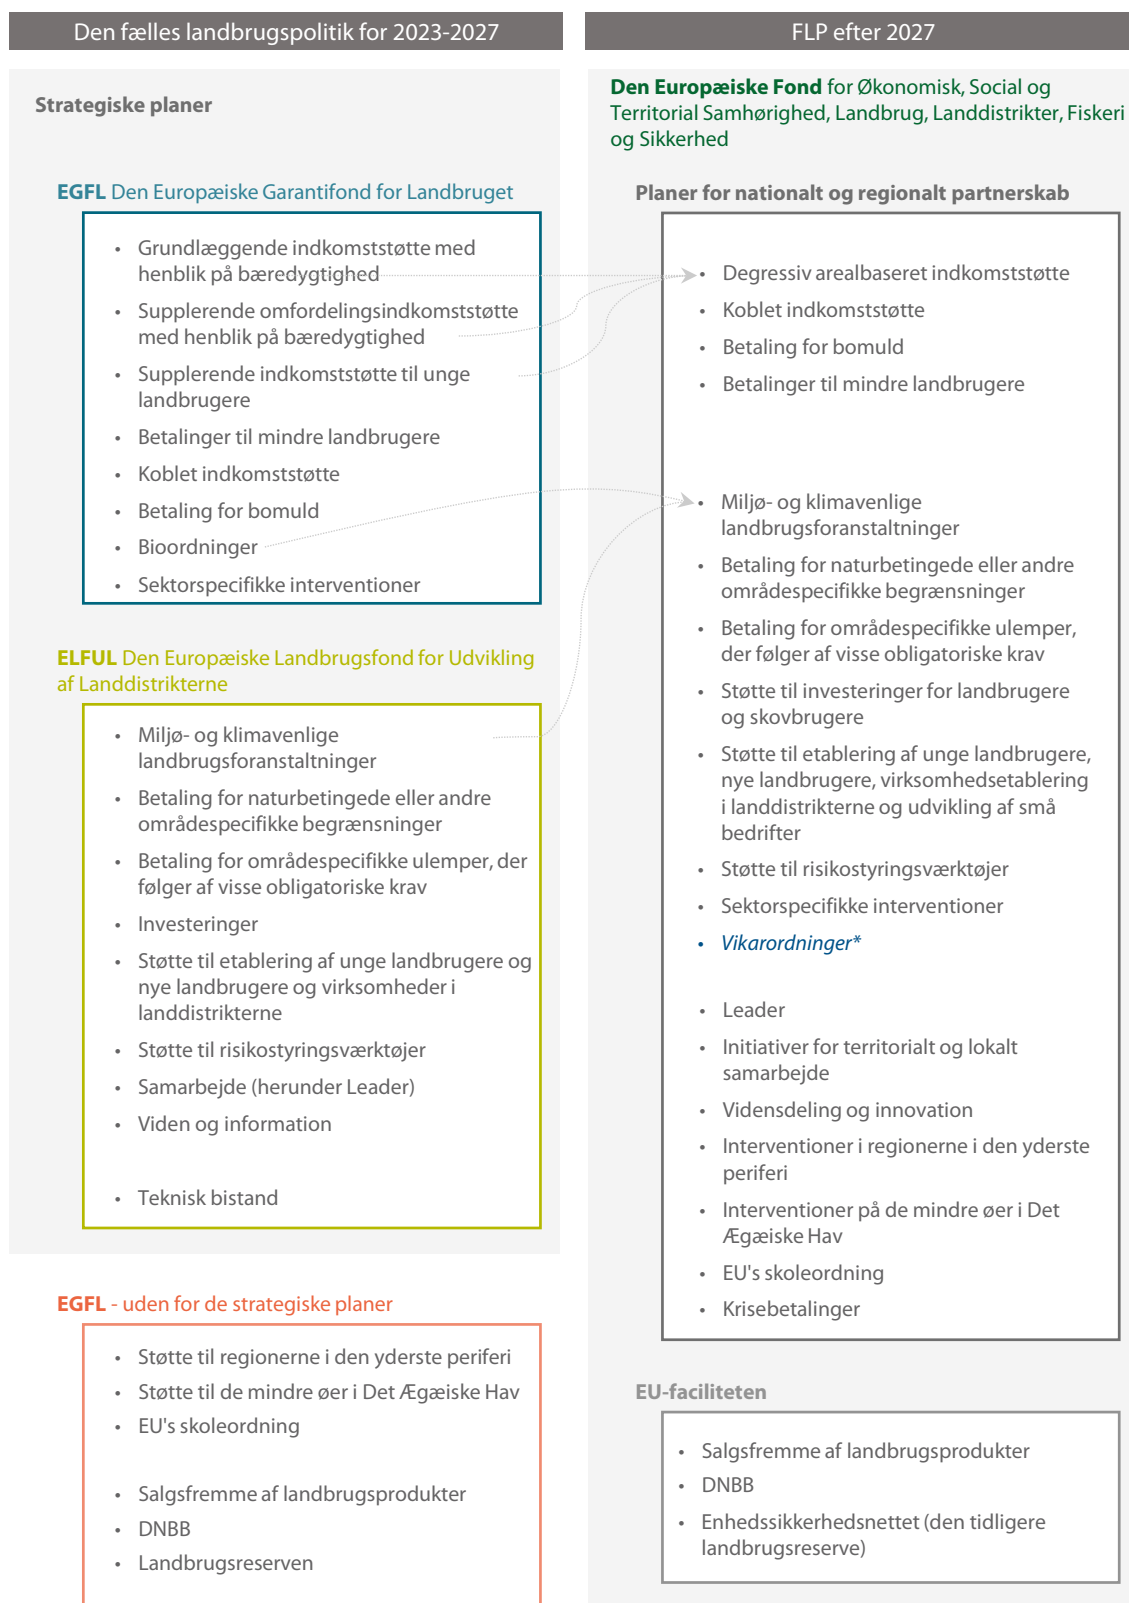 Den fælles landbrugspolitik for 2023-2027
Strategiske planer
EGFL Den Europæiske Garantifond for Landbruget
• Grundlæggende indkomststøtte med
henblik på bæredygtighed
• Supplerende omfordelingsindkomststøtte
med henblik på bæredygtighed
• Supplerende indkomststøtte til unge
landbrugere
• Betalinger til mindre landbrugere
• Koblet indkomststøtte
• Betaling for bomuld
• Bioordninger
• Sektorspecifikke interventioner
ELFUL Den Europæiske Landbrugsfond for Udvikling
af Landdistrikterne
• Miljø- og klimavenlige
landbrugsforanstaltninger
• Betaling for naturbetingede eller andre
områdespecifikke begrænsninger
• Betaling for områdespecifikke ulemper, der
følger af visse obligatoriske krav
• Investeringer
• Støtte til etablering af unge landbrugere og
nye landbrugere og virksomheder i
landdistrikterne
• Støtte til risikostyringsværktøjer
• Samarbejde (herunder Leader)
• Viden og information
• Teknisk bistand
EGFL - uden for de strategiske planer
• Støtte til regionerne i den yderste periferi
• Støtte til de mindre øer i Det Ægæiske Hav
• EU's skoleordning
• Salgsfremme af landbrugsprodukter
• DNBB
• Landbrugsreserven
FLP efter 2027
Den Europæiske Fond for Økonomisk, Social og
Territorial Samhørighed, Landbrug, Landdistrikter, Fiskeri
og Sikkerhed
Planer for nationalt og regionalt partnerskab
• Degressiv arealbaseret indkomststøtte
• Koblet indkomststøtte
• Betaling for bomuld
• Betalinger til mindre landbrugere
• Miljø- og klimavenlige
landbrugsforanstaltninger
• Betaling for naturbetingede eller andre
områdespecifikke begrænsninger
• Betaling for områdespecifikke ulemper,
der følger af visse obligatoriske krav
• Støtte til investeringer for landbrugere
og skovbrugere
• Støtte til etablering af unge landbrugere,
nye landbrugere, virksomhedsetablering
i landdistrikterne og udvikling af små
bedrifter
• Støtte til risikostyringsværktøjer
• Sektorspecifikke interventioner
• Vikarordninger*
• Leader
• Initiativer for territorialt og lokalt
samarbejde
• Vidensdeling og innovation
• Interventioner i regionerne i den yderste
periferi
• Interventioner på de mindre øer i Det
Ægæiske Hav
• EU's skoleordning
• Krisebetalinger
EU-faciliteten
• Salgsfremme af landbrugsprodukter
• DNBB
• Enhedssikkerhedsnettet (den tidligere
landbrugsreserve)